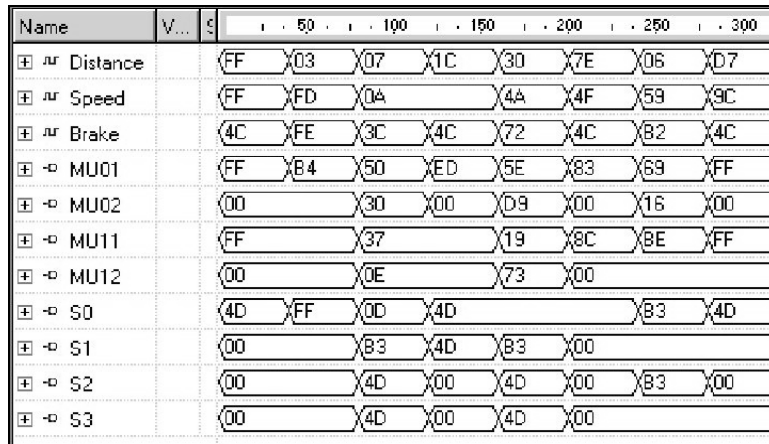 Name V... S 50 100 150 200 250 300
Distance FF 03 07 1C 30 7E 06 D7
Speed FF FD 0A 4A 4F 59 9C
Brake 4C FE 3C 4C 72 4C B2 4C
MU01 FF B4 50 ED 5E 83 69 FF
MU02 00 30 00 D9 00 16 00
MU11 FF 37 19 8C BE FF
MU12 00 0E 73 00
S0 4D FF 0D 4D B3 4D
S1 00 B3 4D B3 00
S2 00 4D 00 4D 00 B3 00
S3 00 4D 00 4D 00